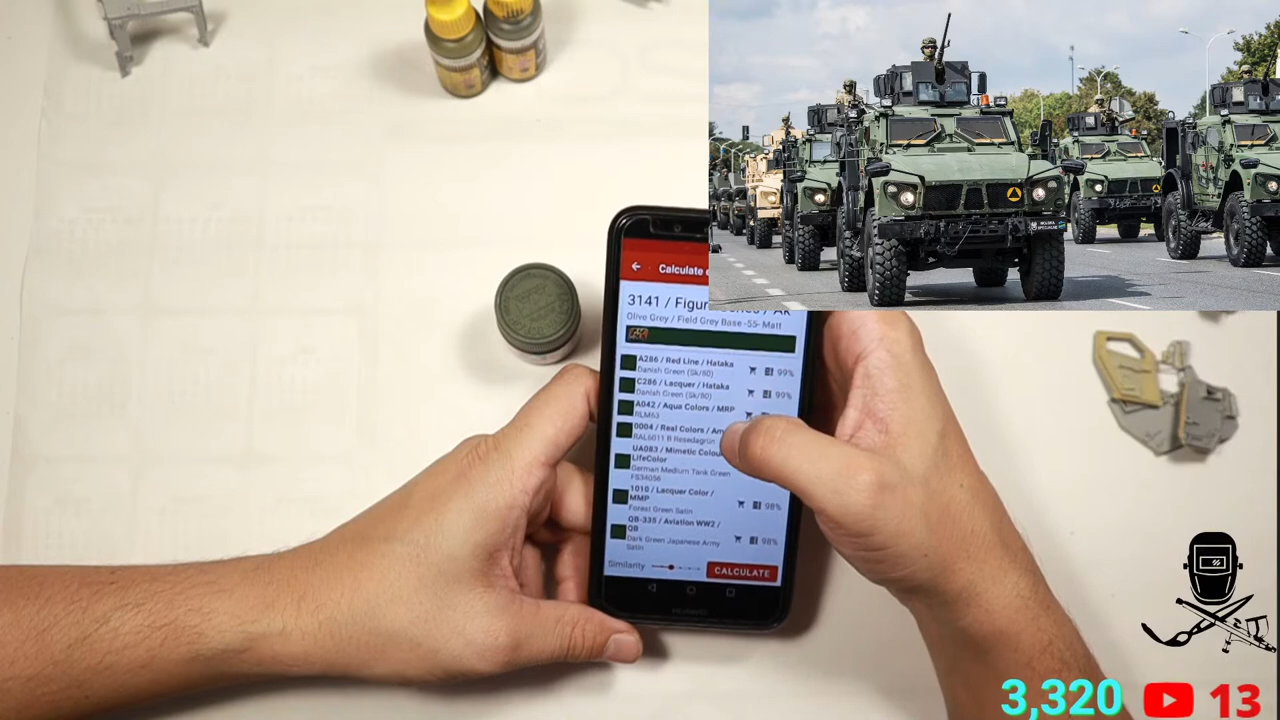 Calculate
3141 / Figur
Olive Grey / Field Grey Base -55- Matt
A286 / Red Line / Hataka
Danish Green (Sk/80)
99%
C286 / Lacquer / Hataka
Danish Green (Sk/80)
99%
A042 / Aqua Colors / MRP
RLM63
0004 / Real Colors / Am
RAL6011 B Resedagrün
UA083 / Mimetic Colou
LifeColor
German Medium Tank Green
FS34056
1010 / Lacquer Color /
MMP
Forest Green Satin
98%
QB-335 / Aviation WW2 /
QB
Dark Green Japanese Army
Satin
98%
Similarity
CALCULATE
3,320
13